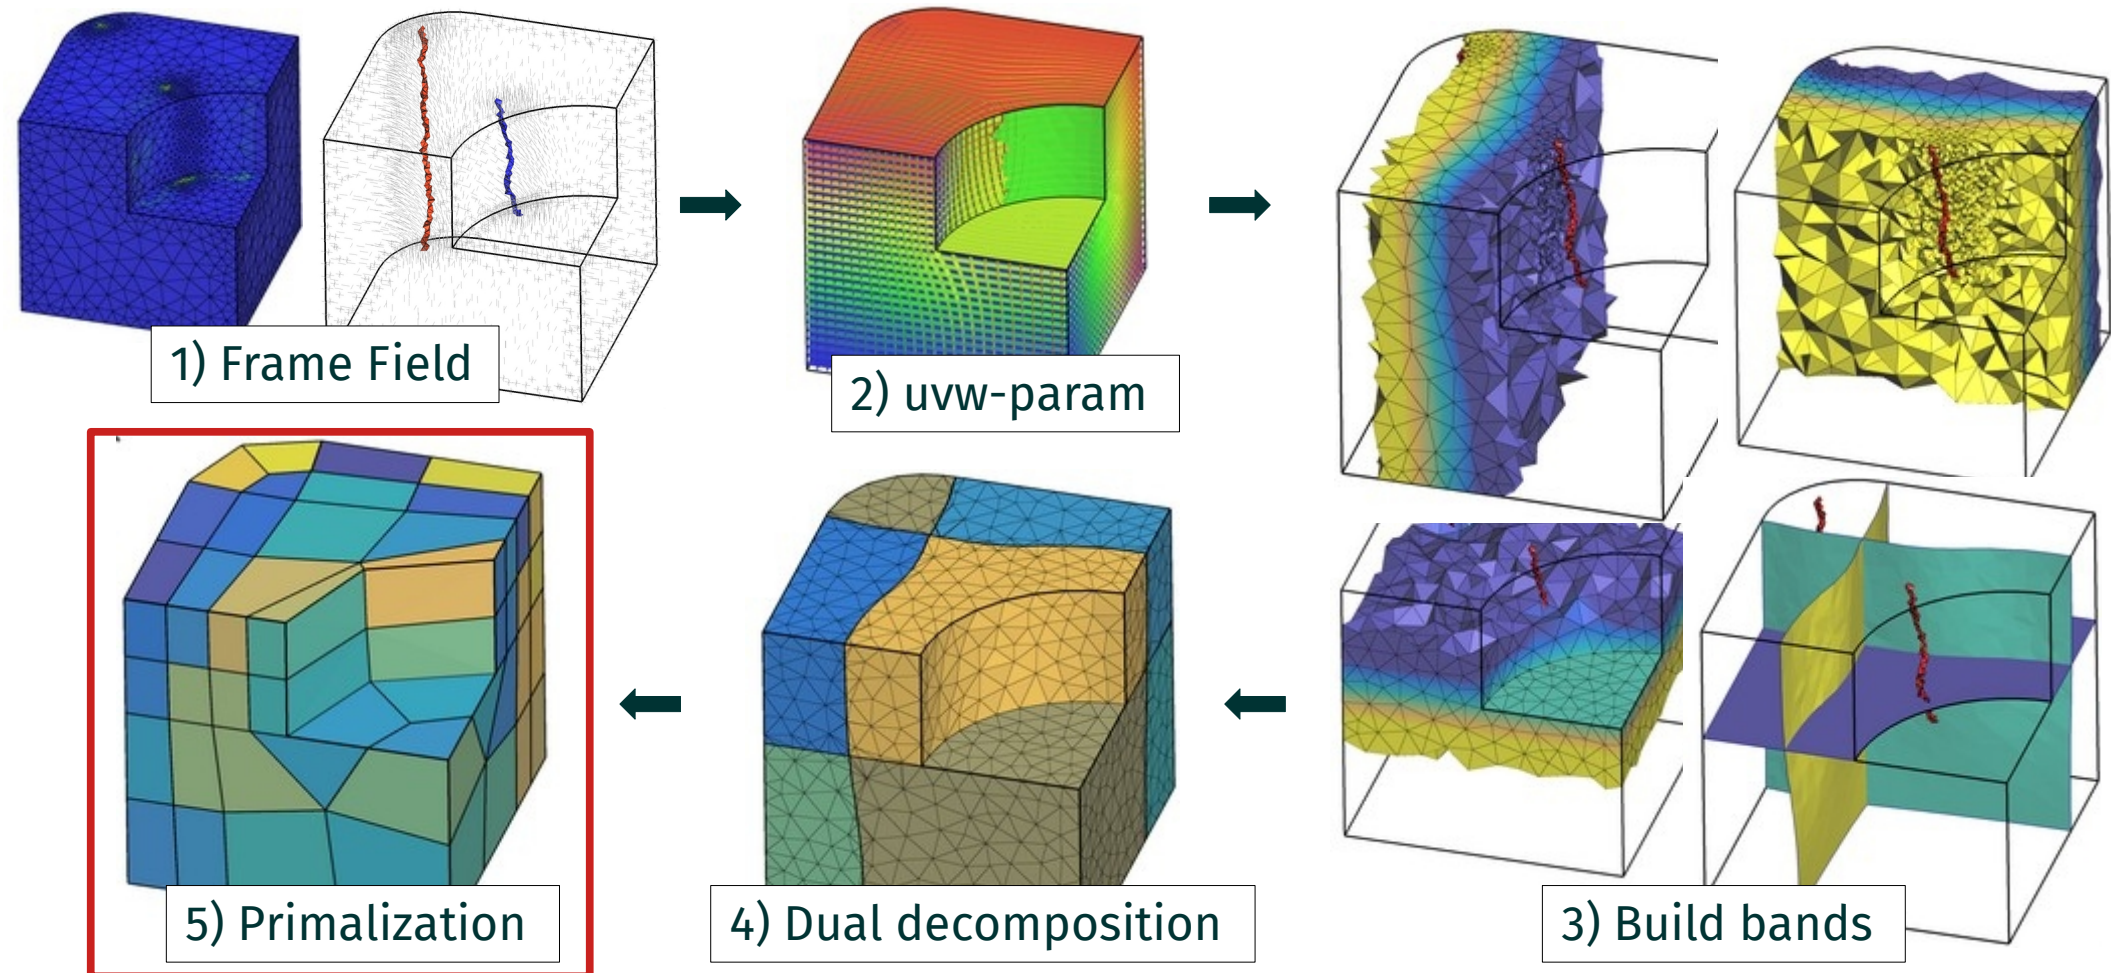 1) Frame Field
2) uvw-param
3) Build bands
4) Dual decomposition
5) Primalization